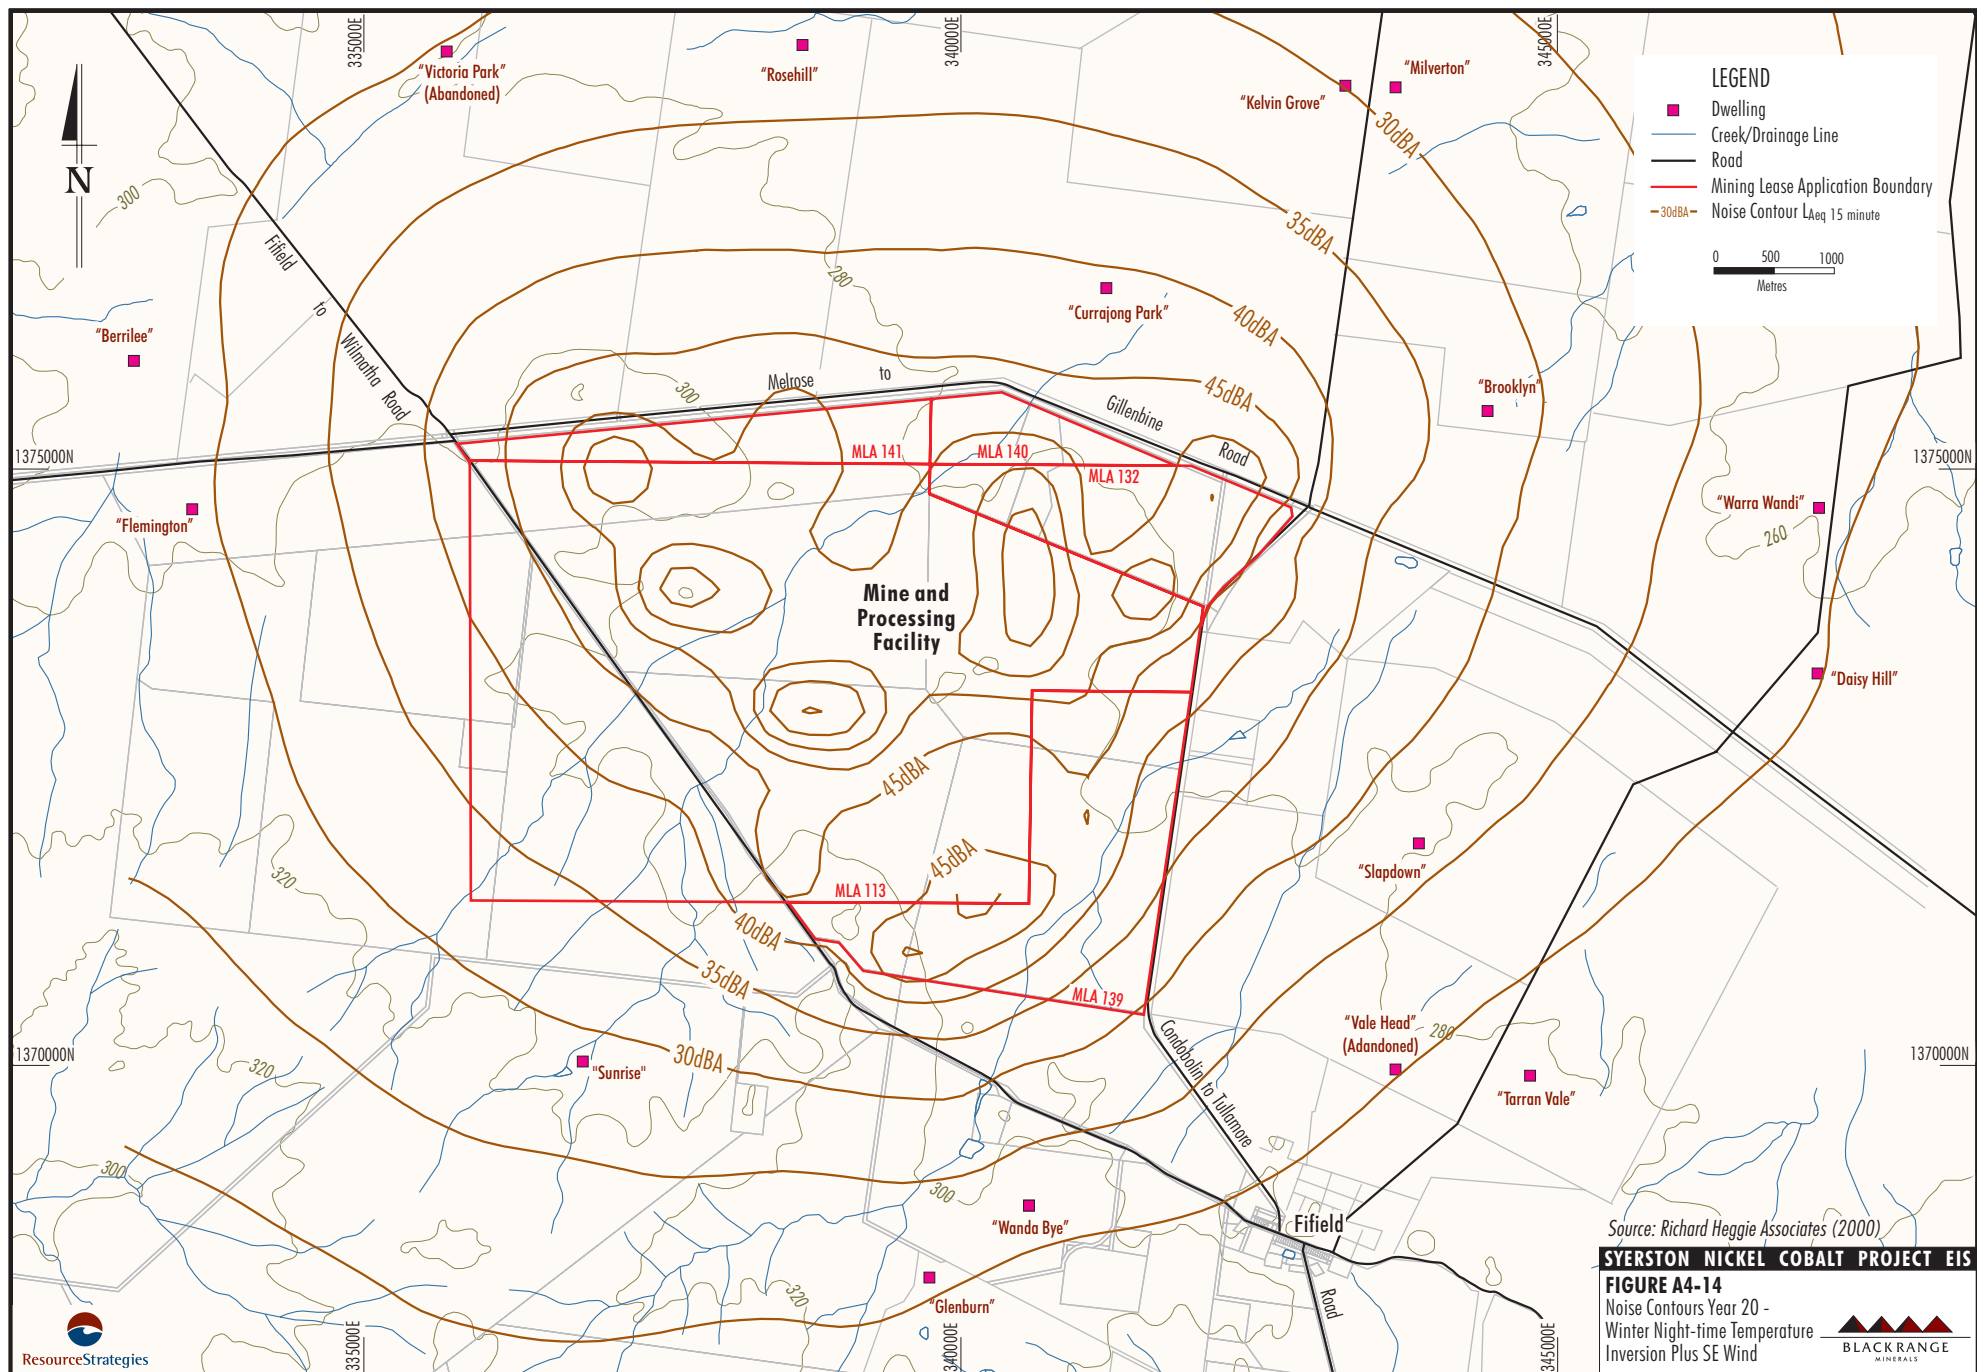 335000E
340000E
345000E
"Victoria Park"
(Abandoned)
"Rosehill"
"Kelvin Grove"
"Milverton"
LEGEND
Dwelling
Creek/Drainage Line
Road
Mining Lease Application Boundary
30dBA Noise Contour LAeq 15 minute
0 500 1000
Metres
N
300
30dBA
35dBA
280
Fifield
to
Wilmatha
Road
"Berrilee"
"Currajong Park"
40dBA
Melrose
to
Gillenbine
Road
300
45dBA
"Brooklyn"
1375000N
1375000N
MLA 141
MLA 140
MLA 132
"Flemington"
"Warra Wandi"
260
Mine and
Processing
Facility
"Daisy Hill"
45dBA
45dBA
320
"Slapdown"
MLA 113
40dBA
35dBA
MLA 139
30dBA
"Vale Head"
(Adandoned)
280
1370000N
1370000N
320
"Sunrise"
Condobolin to Tullamore
Road
"Tarran Vale"
300
300
"Wanda Bye"
Fifield
"Glenburn"
320
335000E
340000E
345000E
Source: Richard Heggie Associates (2000)
SYERSTON NICKEL COBALT PROJECT EIS
FIGURE A4-14
Noise Contours Year 20 -
Winter Night-time Temperature
Inversion Plus SE Wind
BLACK RANGE
MINERALS
ResourceStrategies